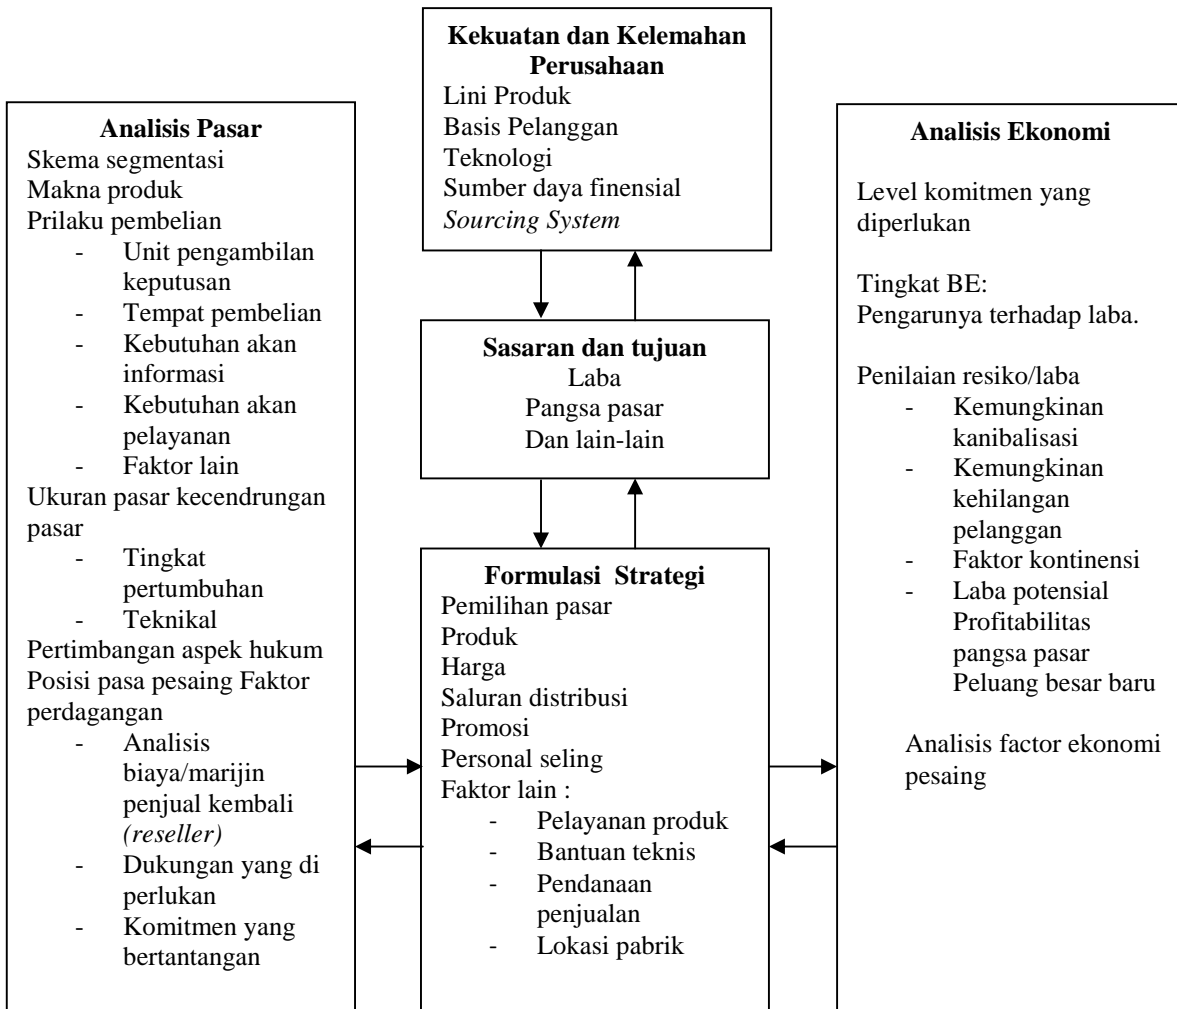 Kekuatan dan Kelemahan
Perusahaan
Lini Produk
Basis Pelanggan
Teknologi
Sumber daya finensial
Sourcing System
Analisis Pasar
Skema segmentasi
Makna produk
Prilaku pembelian
- Unit pengambilan
keputusan
- Tempat pembelian
- Kebutuhan akan
informasi
- Kebutuhan akan
pelayanan
- Faktor lain
Ukuran pasar kecendrungan
pasar
- Tingkat
pertumbuhan
- Teknikal
Pertimbangan aspek hukum
Posisi pasa pesaing Faktor
perdagangan
- Analisis
biaya/marijin
penjual kembali
(reseller)
- Dukungan yang di
perlukan
- Komitmen yang
bertantangan
Sasaran dan tujuan
Laba
Pangsa pasar
Dan lain-lain
Formulasi Strategi
Pemilihan pasar
Produk
Harga
Saluran distribusi
Promosi
Personal seling
Faktor lain :
- Pelayanan produk
- Bantuan teknis
- Pendanaan
penjualan
- Lokasi pabrik
Analisis Ekonomi
Level komitmen yang
diperlukan
Tingkat BE:
Pengarunya terhadap laba.
Penilaian resiko/laba
- Kemungkinan
kanibalisasi
- Kemungkinan
kehilangan
pelanggan
- Faktor kontinensi
- Laba potensial
Profitabilitas
pangsa pasar
Peluang besar baru
Analisis factor ekonomi
pesaing